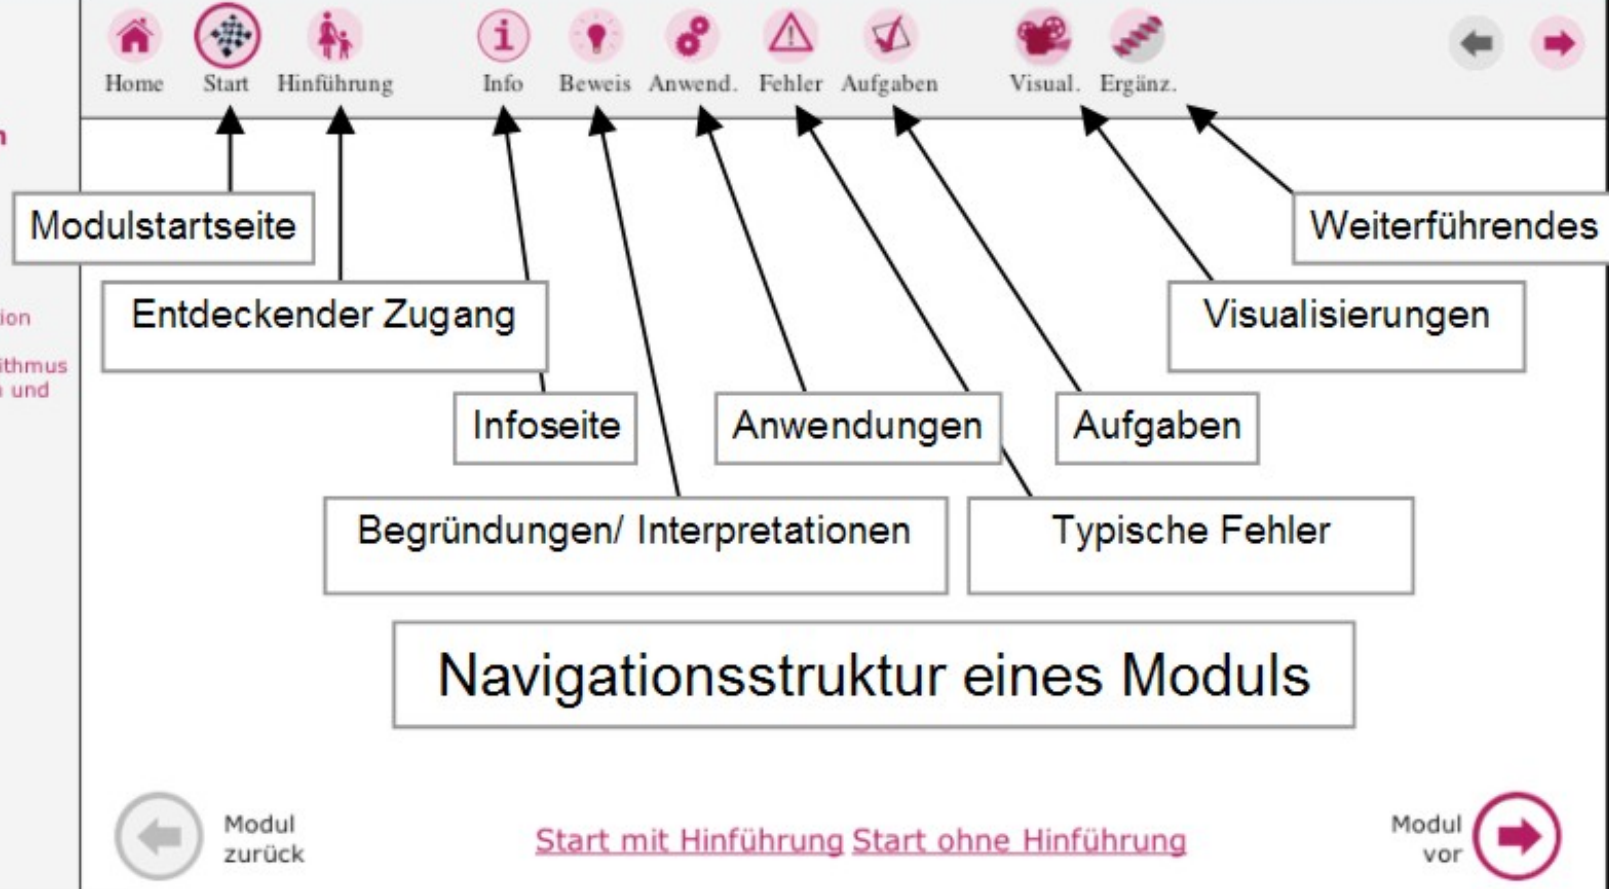 Home Start Hinführung Info Beweis Anwend. Fehler Aufgaben Visual. Ergänz.
Modulstartseite
Weiterführendes
Entdeckender Zugang
Visualisierungen
Infoseite
Anwendungen
Aufgaben
Begründungen/ Interpretationen
Typische Fehler
Navigationsstruktur eines Moduls
Modul
zurück
Start mit Hinführung Start ohne Hinführung
Modul
vor
und